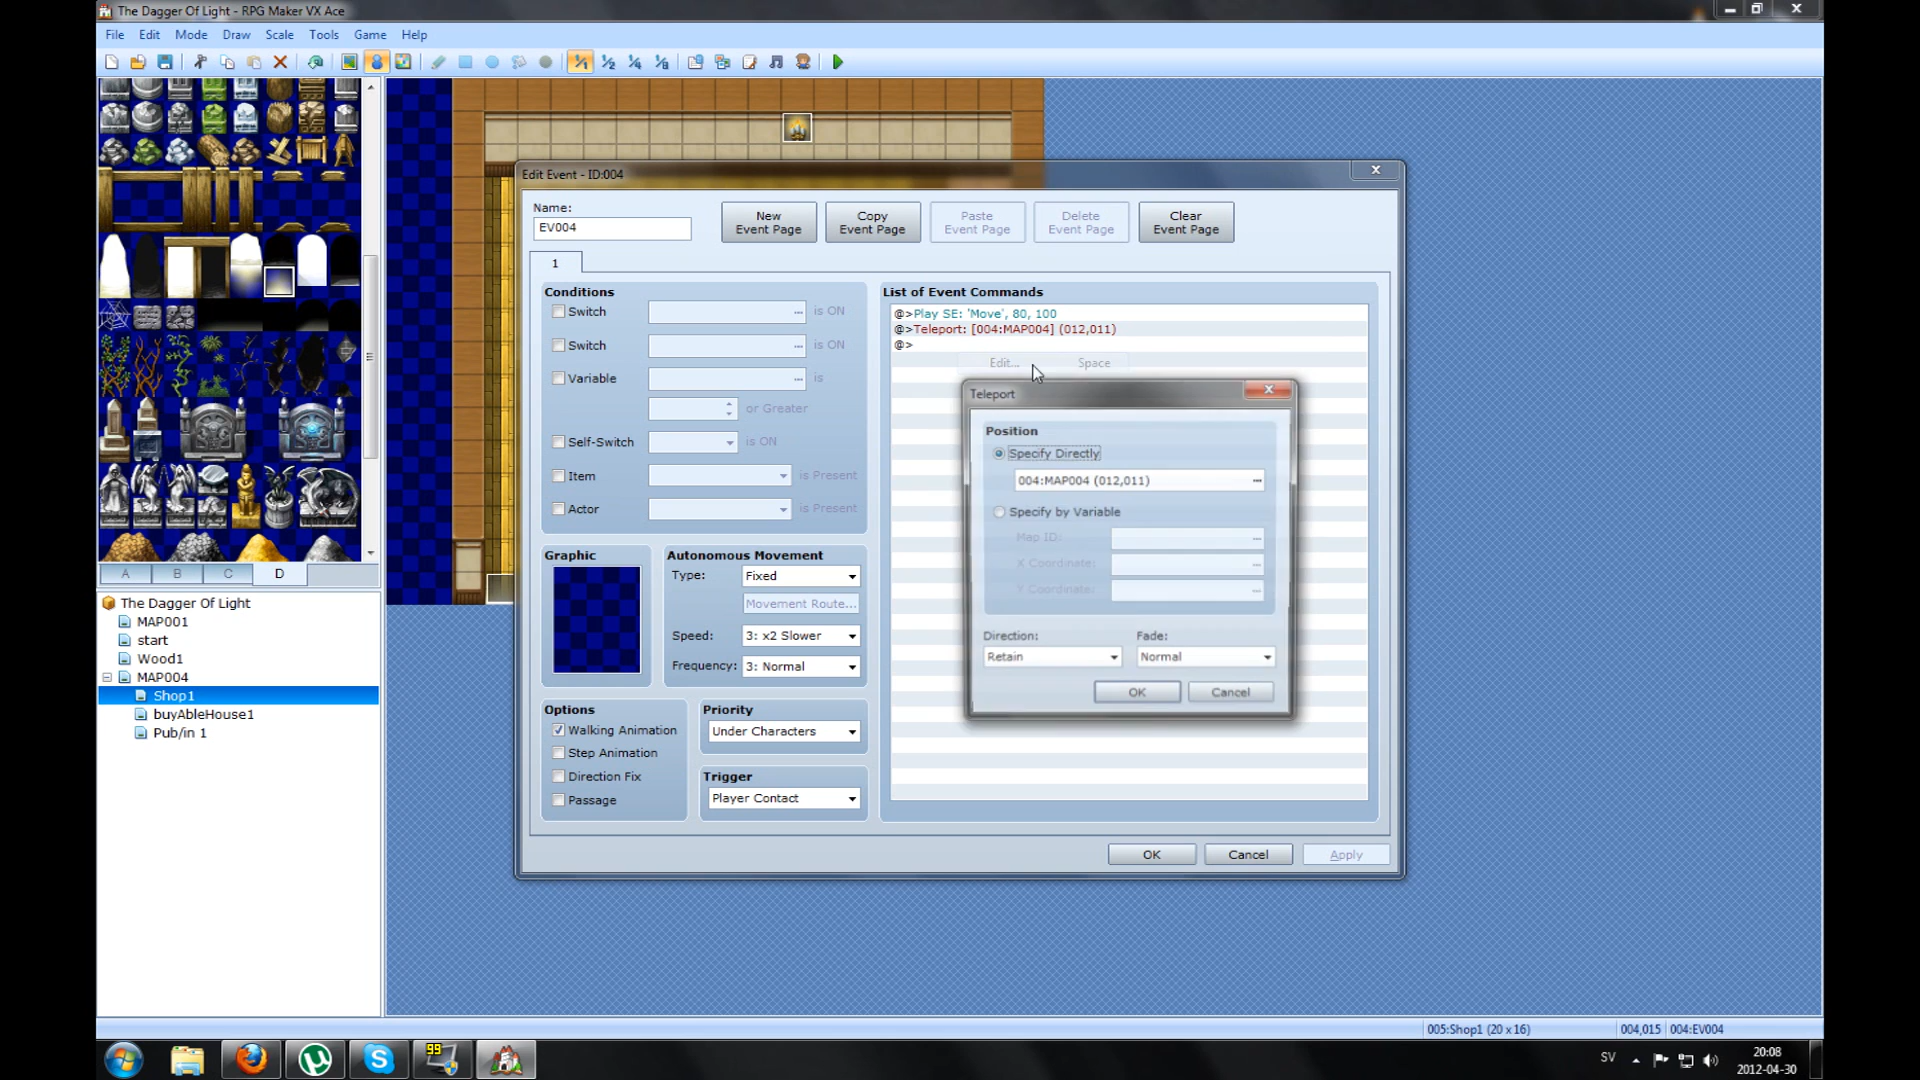 The Dagger Of Light - RPG Maker VX Ace
File Edit Mode Draw Scale Tools Game Help
Edit Event - ID:004
Name:
EV004
New Event Page
Copy Event Page
Paste Event Page
Delete Event Page
Clear Event Page
1
Conditions
Switch ... is ON
Switch ... is ON
Variable ... is
or Greater
Self-Switch is ON
Item is Present
Actor is Present
Graphic
Autonomous Movement
Type: Fixed
Movement Route...
Speed: 3: x2 Slower
Frequency: 3: Normal
Options
Walking Animation
Step Animation
Direction Fix
Passage
Priority
Under Characters
Trigger
Player Contact
List of Event Commands
@>Play SE: 'Move', 80, 100
@>Teleport: [004:MAP004] (012,011)
@>
Edit... Space
Teleport
Position
Specify Directly
004:MAP004 (012,011) ...
Specify by Variable
Map ID: ...
X Coordinate: ...
Y Coordinate: ...
Direction: Fade:
Retain Normal
OK Cancel
OK Cancel Apply
A B C D
The Dagger Of Light
MAP001
start
Wood1
MAP004
Shop1
buyAbleHouse1
Pub/in 1
005:Shop1 (20 x 16) 004,015 004:EV004
99
SV
20:08
2012-04-30